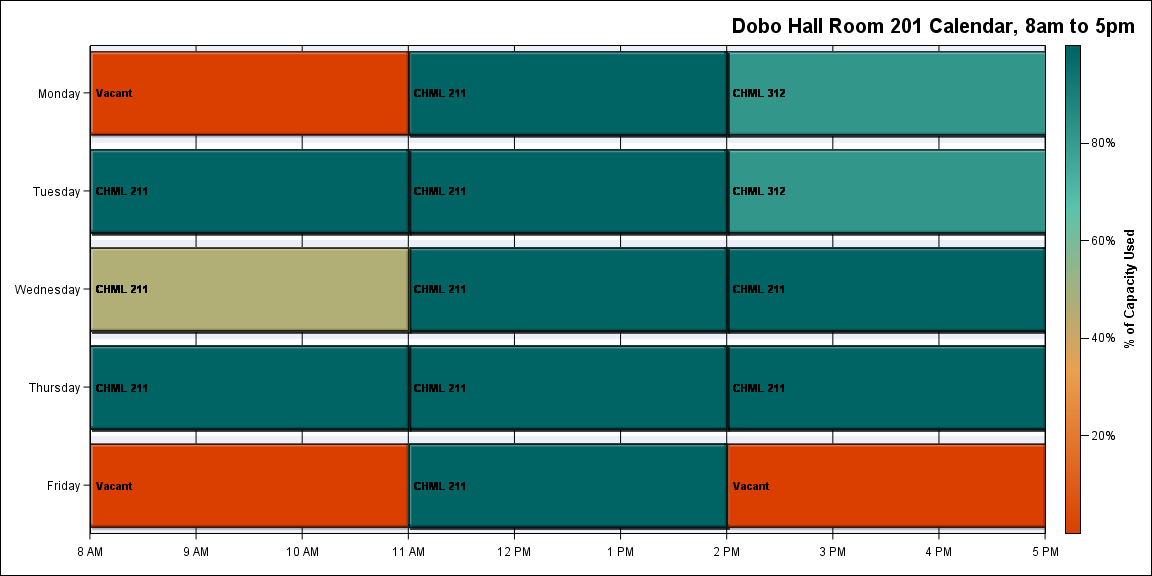 Dobo Hall Room 201 Calendar, 8am to 5pm
Monday
Vacant
CHML 211
CHML 312
Tuesday
CHML 211
CHML 211
CHML 312
Wednesday
CHML 211
CHML 211
CHML 211
Thursday
CHML 211
CHML 211
CHML 211
Friday
Vacant
CHML 211
Vacant
8 AM
9 AM
10 AM
11 AM
12 PM
1 PM
2 PM
3 PM
4 PM
5 PM
80%
60%
40%
20%
% of Capacity Used